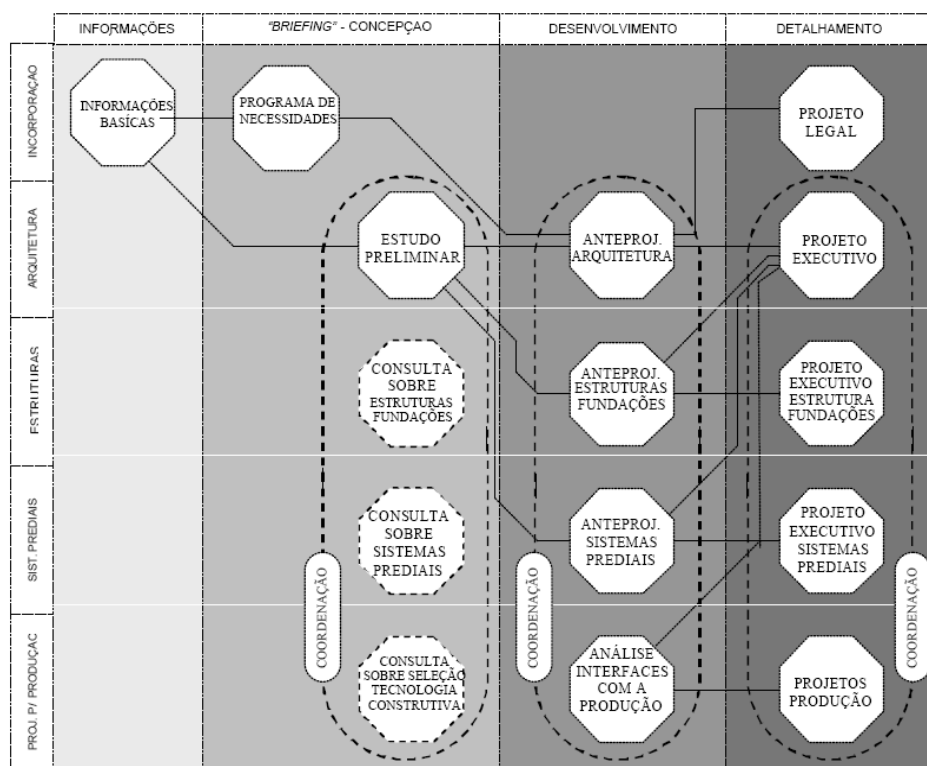 INFORMAÇÕES
"BRIEFING" - CONCEPÇAO
DESENVOLVIMENTO
DETALHAMENTO
INCORPORAÇAO
INFORMAÇÕES
BASÍCAS
PROGRAMA DE
NECESSIDADES
PROJETO
LEGAL
ARQUITETURA
ESTUDO
PRELIMINAR
ANTEPROJ.
ARQUITETURA
PROJETO
EXECUTIVO
ESTRUTURAS
CONSULTA
SOBRE
ESTRUTURAS
FUNDAÇÕES
ANTEPROJ.
ESTRUTURAS
FUNDAÇÕES
PROJETO
EXECUTIVO
ESTRUTURA
FUNDAÇÕES
SIST. PREDIAIS
CONSULTA
SOBRE
SISTEMAS
PREDIAIS
ANTEPROJ.
SISTEMAS
PREDIAIS
PROJETO
EXECUTIVO
SISTEMAS
PREDIAIS
COORDENAÇÃO
COORDENAÇÃO
COORDENAÇÃO
PROJ. P/ PRODUÇAC
CONSULTA
SOBRE SELEÇÃO
TECNOLOGIA
CONSTRUTIVA
ANÁLISE
INTERFACES
COM A
PRODUÇÃO
PROJETOS
PRODUÇÃO